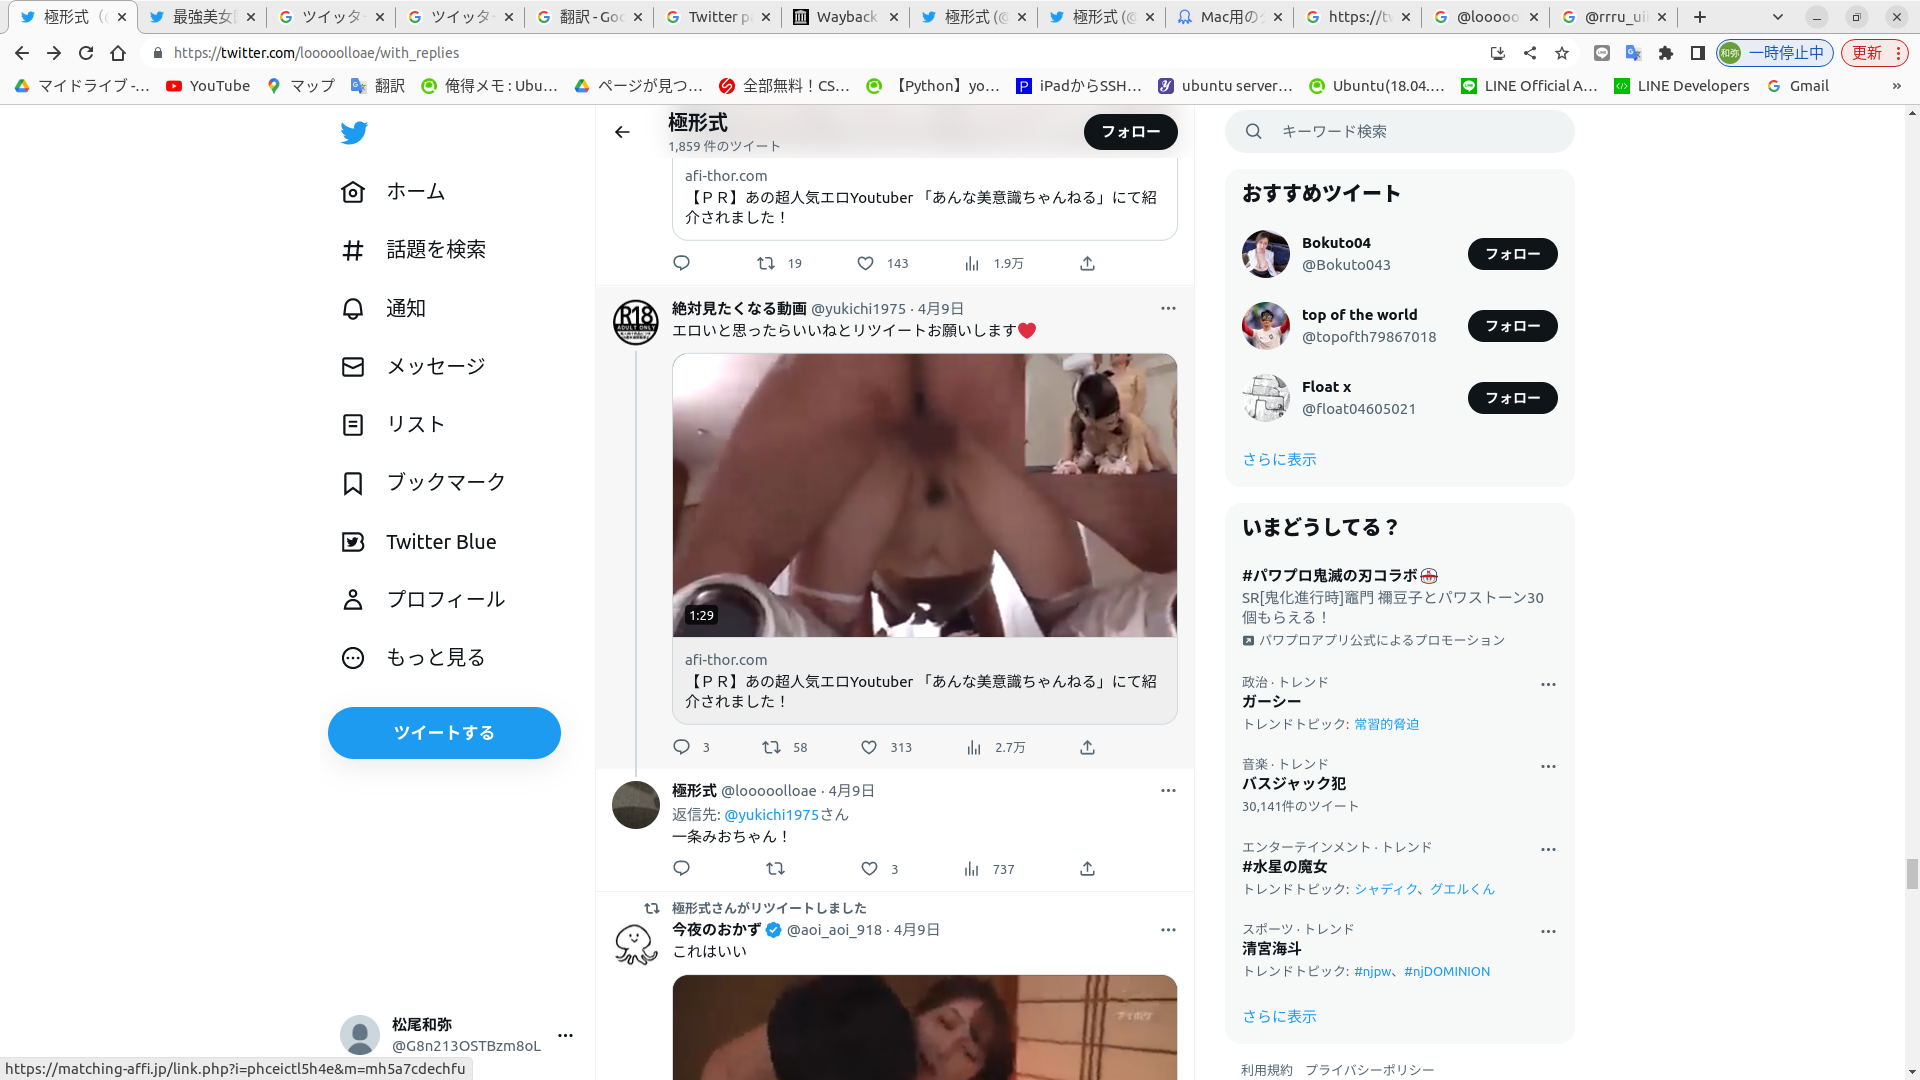 極形式 (@
最強美女図
ツイッター
ツイッター
翻訳 - Goo
Twitter pa
Wayback
極形式 (@
極形式 (@
Mac用のク
https://tw
@looooo
@rrru_uii
https://twitter.com/looooolloae/with_replies
和弥 一時停止中
更新
マイドライブ -...
YouTube
マップ
翻訳
俺得メモ : Ubu...
ページが見つ...
全部無料！CS...
【Python】yo...
iPadからSSH...
ubuntu server...
Ubuntu(18.04....
LINE Official A...
LINE Developers
Gmail
»
ホーム
話題を検索
通知
メッセージ
リスト
ブックマーク
Twitter Blue
プロフィール
もっと見る
ツイートする
松尾和弥
@G8n213OSTBzm8oL
https://matching-affi.jp/link.php?i=phceictl5h4e&m=mh5a7cdechfu
極形式
1,859 件のツイート
フォロー
afi-thor.com
【ＰＲ】あの超人気エロYoutuber 「あんな美意識ちゃんねる」にて紹
介されました！
19 143 1.9万
R18
ADULT ONLY
絶対見たくなる動画 @yukichi1975 · 4月9日
エロいと思ったらいいねとリツイートお願いします❤
1:29
afi-thor.com
【ＰＲ】あの超人気エロYoutuber 「あんな美意識ちゃんねる」にて紹
介されました！
3 58 313 2.7万
極形式 @looooolloae · 4月9日
返信先: @yukichi1975さん
一条みおちゃん！
3 737
極形式さんがリツイートしました
今夜のおかず @aoi_aoi_918 · 4月9日
これはいい
キーワード検索
おすすめツイート
Bokuto04
@Bokuto043
フォロー
top of the world
@topofth79867018
フォロー
Float x
@float04605021
フォロー
さらに表示
いまどうしてる？
#パワプロ鬼滅の刃コラボ
SR[鬼化進行時]竈門 禰豆子とパワストーン30
個もらえる！
パワプロアプリ公式によるプロモーション
政治 · トレンド
ガーシー
トレンドトピック: 常習的脅迫
音楽 · トレンド
バスジャック犯
30,141件のツイート
エンターテインメント · トレンド
#水星の魔女
トレンドトピック: シャディク、グエルくん
スポーツ · トレンド
清宮海斗
トレンドトピック: #njpw、#njDOMINION
さらに表示
利用規約 プライバシーポリシー